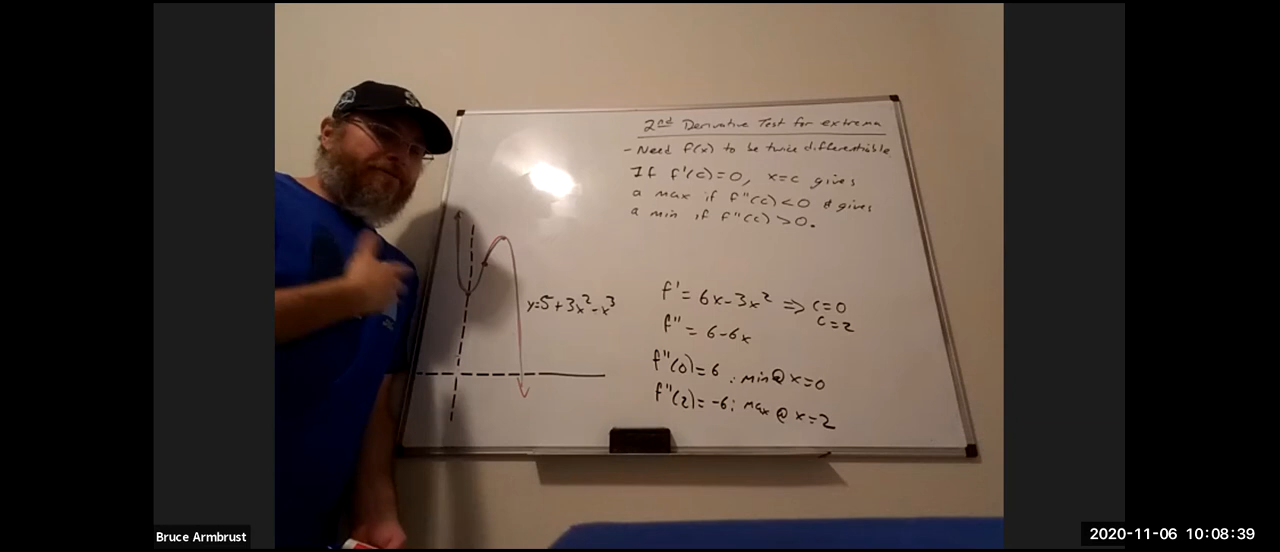 2nd Derivative Test for extrema
- Need f(x) to be twice differentiable.
If f'(c)=0, x=c gives
a max if f"(c)<0 & gives
a min if f"(c)>0.
y=5+3x²-x³
f' = 6x-3x² => c=0
c=2
f" = 6-6x
f"(0)=6 : min@x=0
f"(2)=-6: max@x=2
Bruce Armbrust
2020-11-06 10:08:39